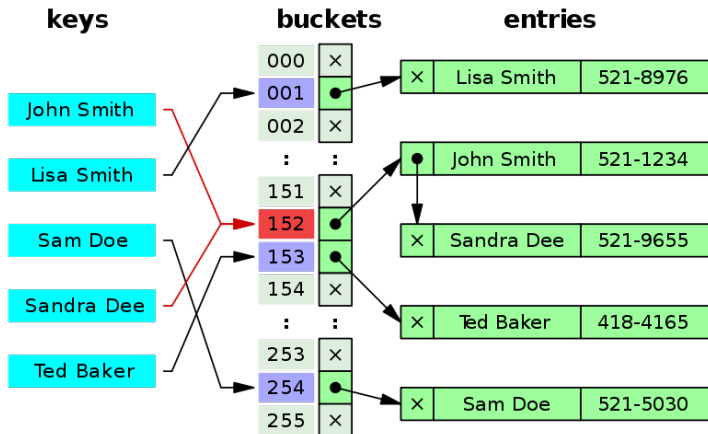 keys
buckets
entries
John Smith
Lisa Smith
Sam Doe
Sandra Dee
Ted Baker
000 ×
001
002 ×
: :
151 ×
152
153
154 ×
: :
253 ×
254
255 ×
× Lisa Smith 521-8976
John Smith 521-1234
× Sandra Dee 521-9655
× Ted Baker 418-4165
× Sam Doe 521-5030